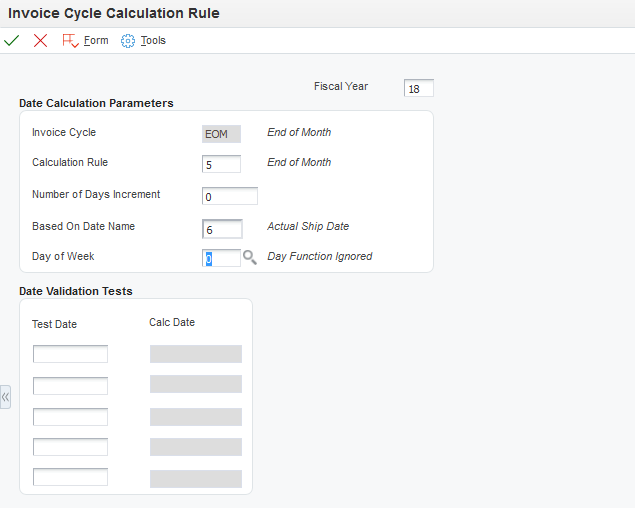 Invoice Cycle Calculation Rule
Form Tools
Fiscal Year 18
Date Calculation Parameters
Invoice Cycle EOM End of Month
Calculation Rule 5 End of Month
Number of Days Increment 0
Based On Date Name 6 Actual Ship Date
Day of Week 0 Day Function Ignored
Date Validation Tests
Test Date Calc Date